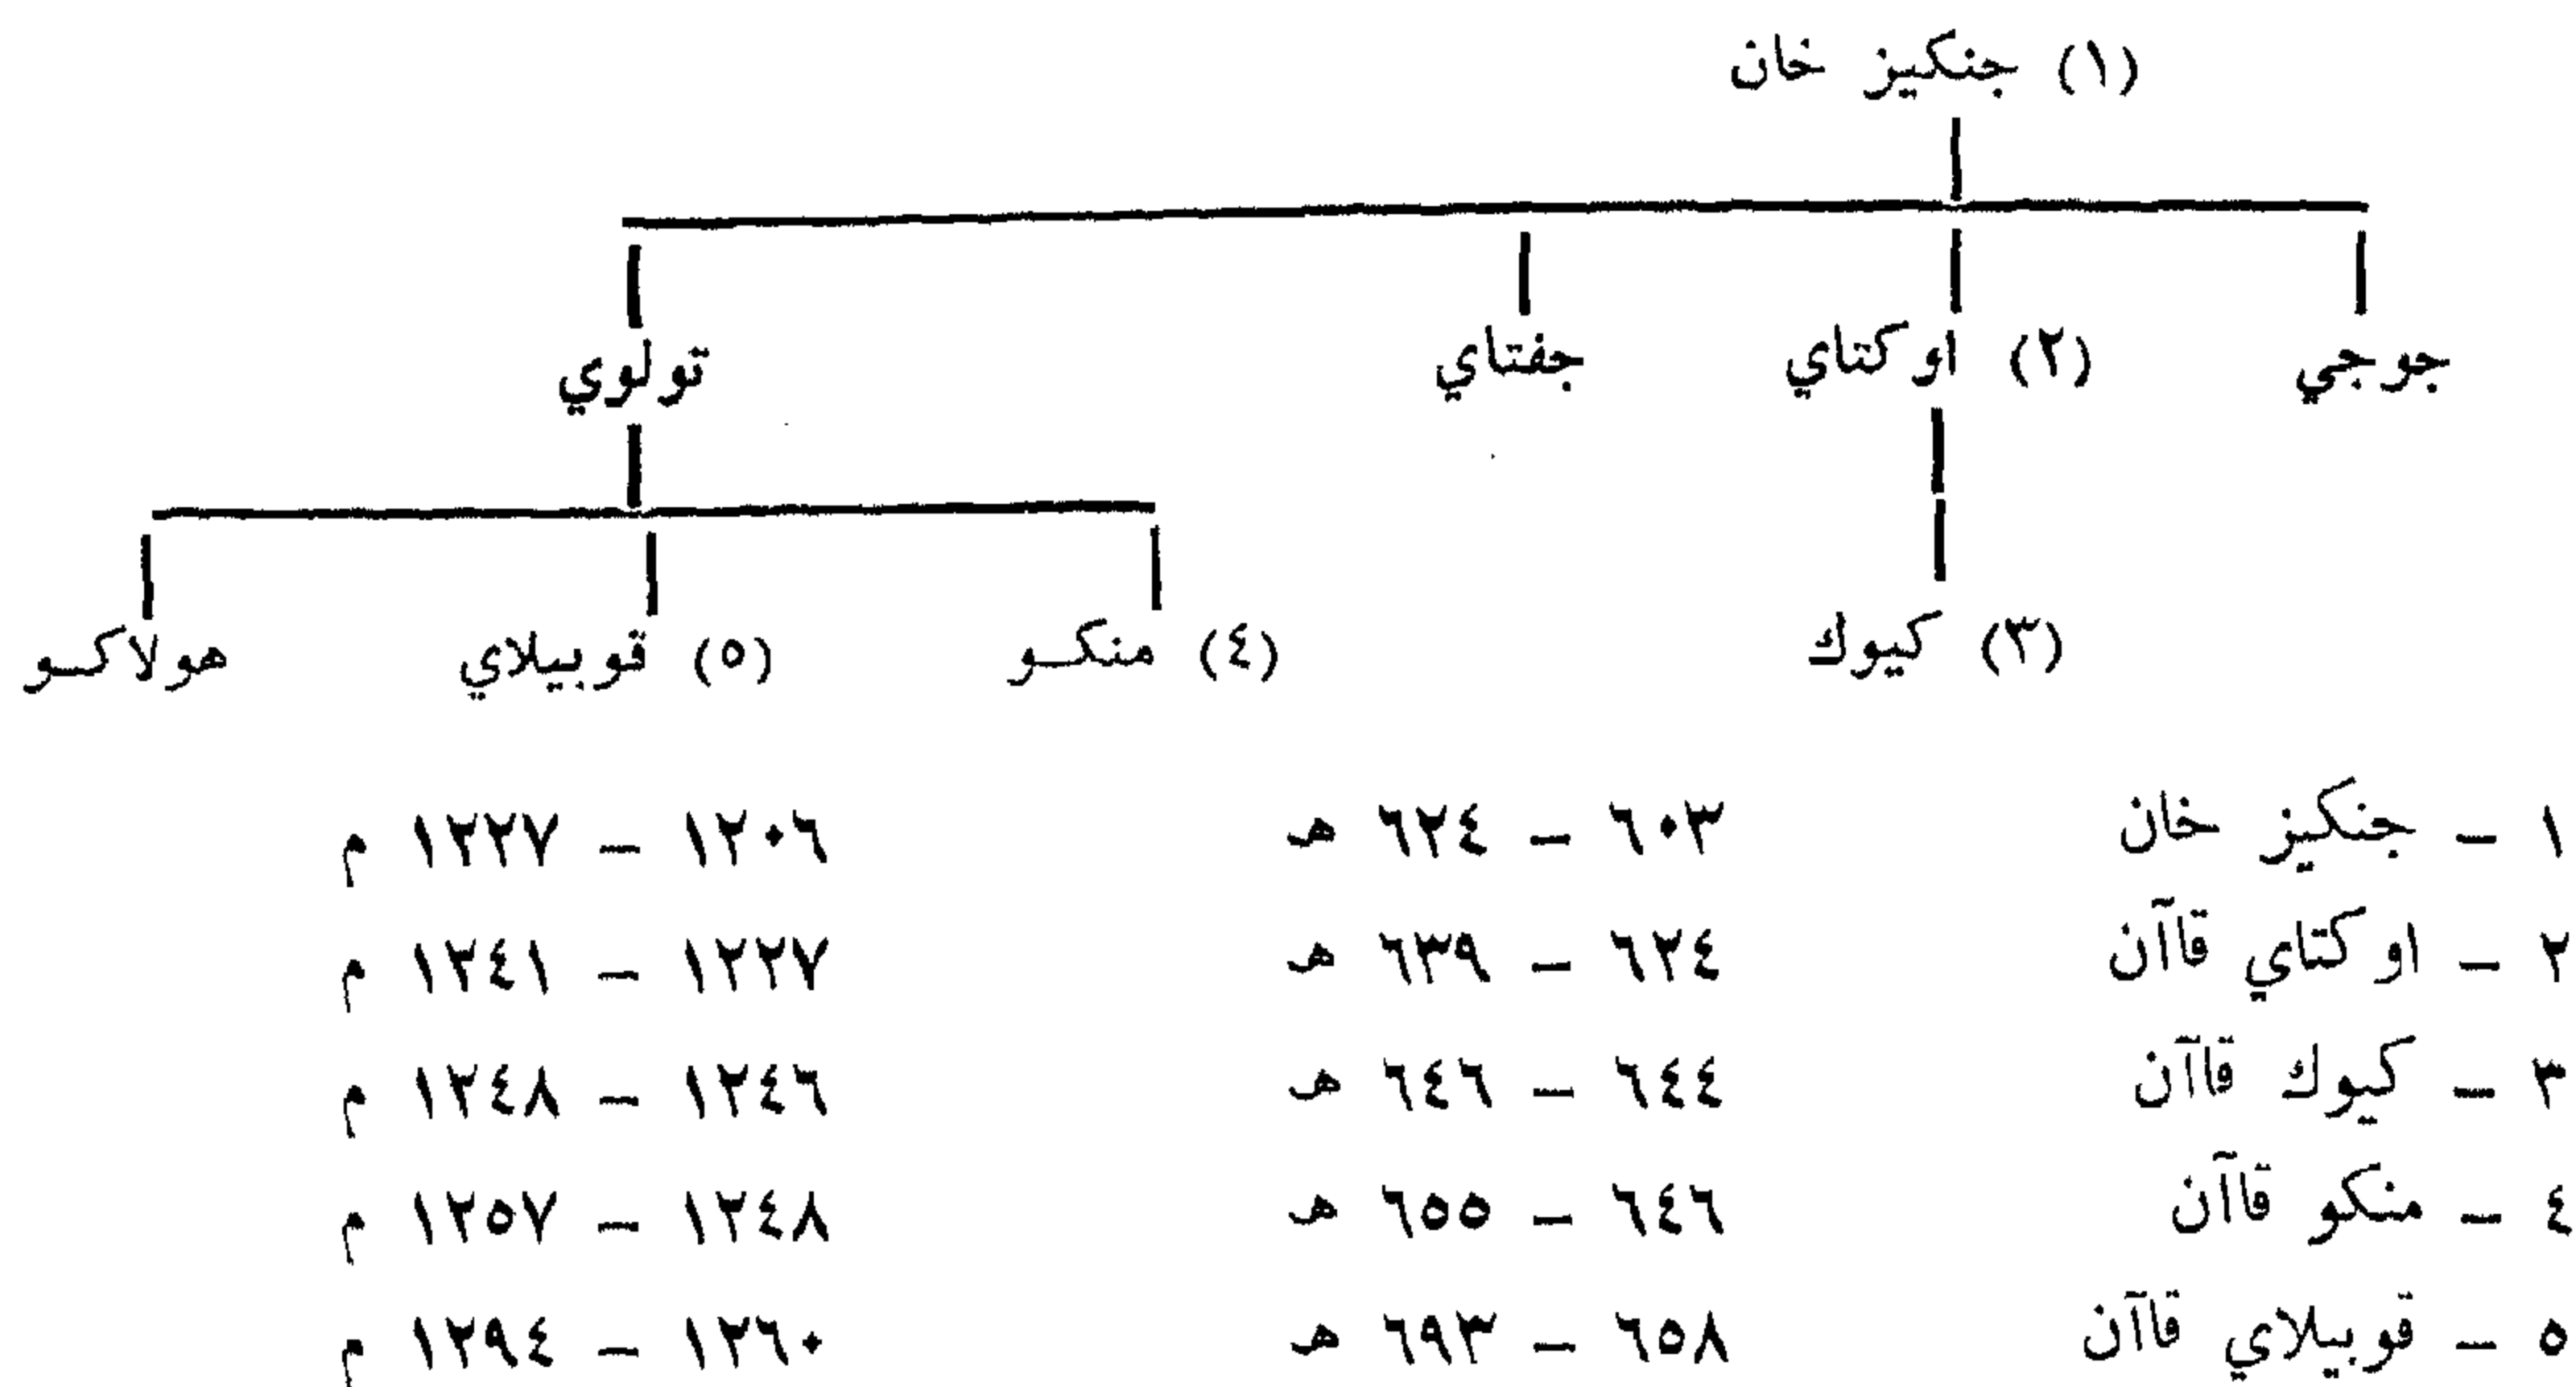 (١) جنكيز خان
جوجي (٢) اوكتاي جفتاي تولوي
(٣) كيوك (٤) منكو (٥) قوبيلاي هولاكو
١ - جنكيز خان ٦٠٣ - ٦٢٤ هـ ١٢٠٦ - ١٢٢٧ م
٢ - اوكتاي قاآن ٦٢٤ - ٦٣٩ هـ ١٢٢٧ - ١٢٤١ م
٣ - كيوك قاآن ٦٤٤ - ٦٤٦ هـ ١٢٤٦ - ١٢٤٨ م
٤ - منكو قاآن ٦٤٦ - ٦٥٥ هـ ١٢٤٨ - ١٢٥٧ م
٥ - قوبيلاي قاآن ٦٥٨ - ٦٩٣ هـ ١٢٦٠ - ١٢٩٤ م